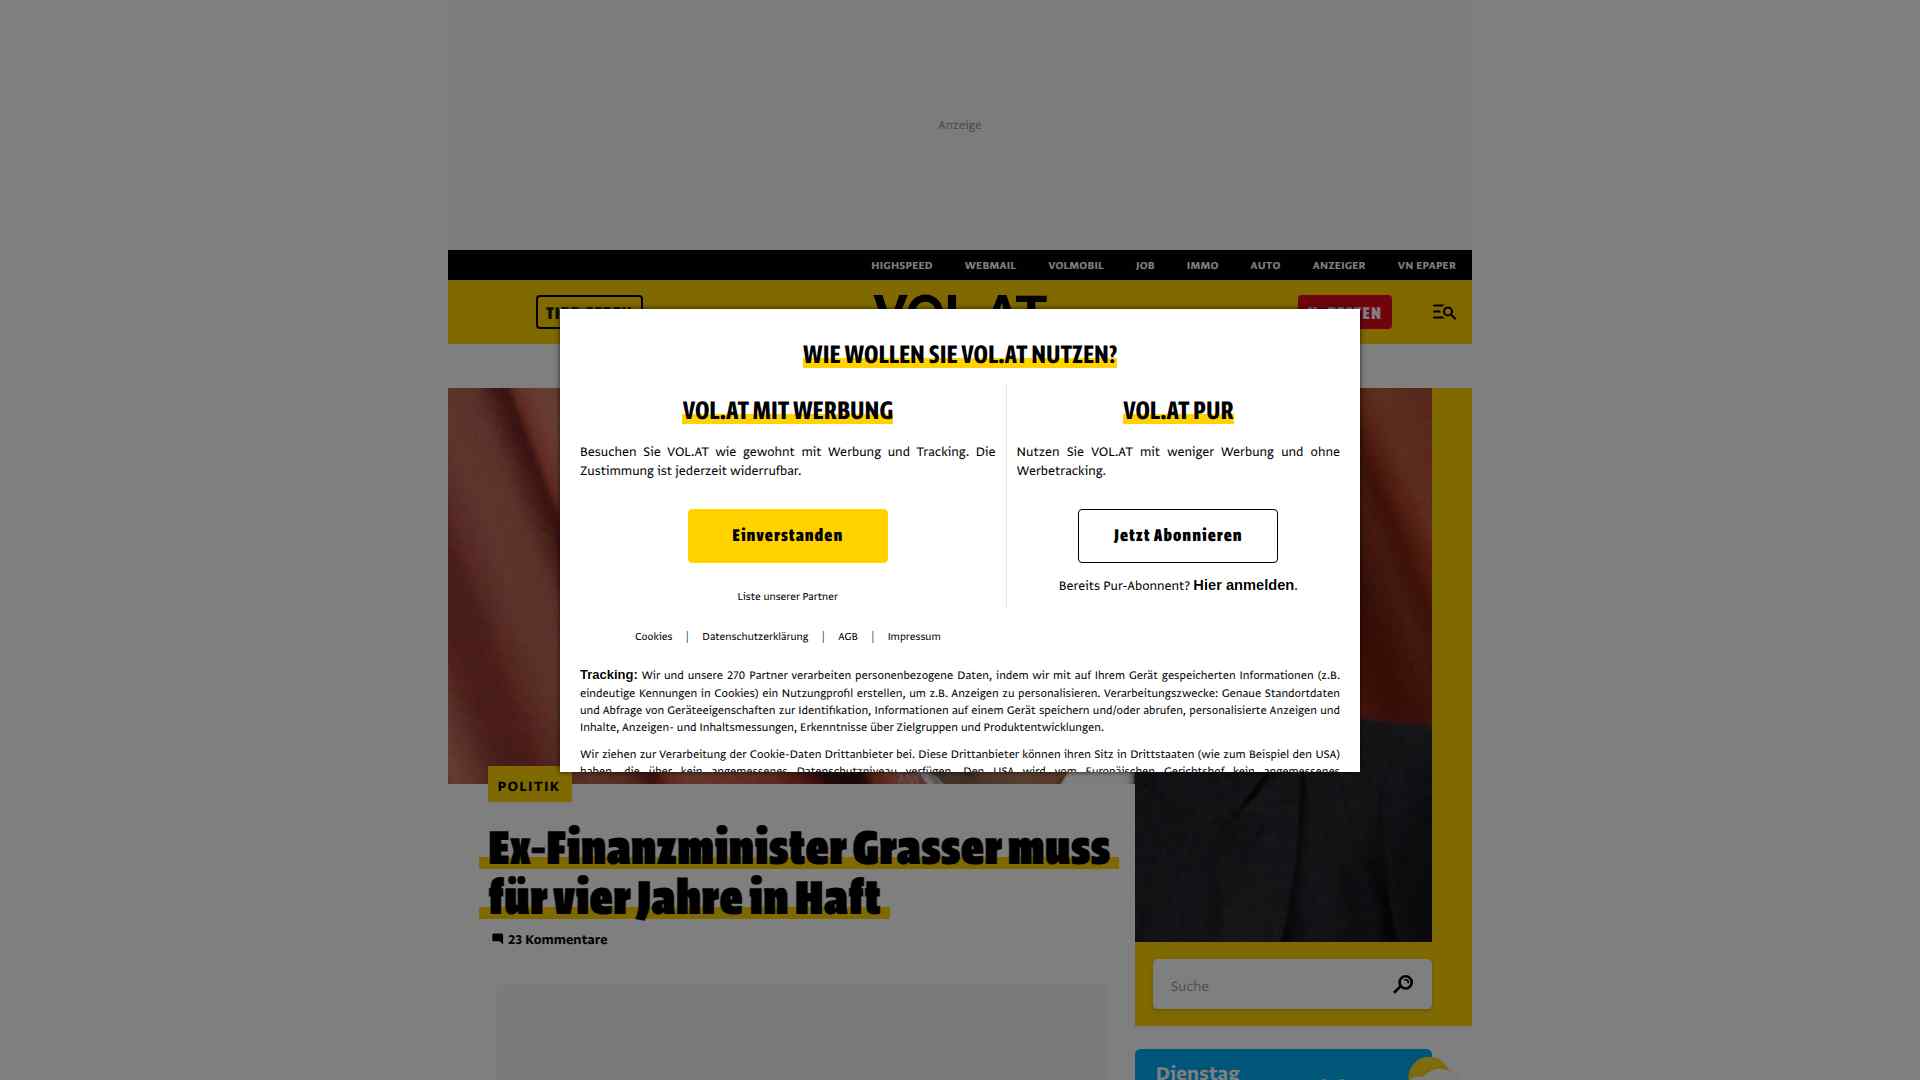 Anzeige
HIGHSPEED WEBMAIL VOLMOBIL JOB IMMO AUTO ANZEIGER VN EPAPER
VOL.AT
WIE WOLLEN SIE VOL.AT NUTZEN?
VOL.AT MIT WERBUNG
Besuchen Sie VOL.AT wie gewohnt mit Werbung und Tracking. Die
Zustimmung ist jederzeit widerrufbar.
Einverstanden
Liste unserer Partner
VOL.AT PUR
Nutzen Sie VOL.AT mit weniger Werbung und ohne
Werbetracking.
Jetzt Abonnieren
Bereits Pur-Abonnent? Hier anmelden.
Cookies | Datenschutzerklärung | AGB | Impressum
Tracking: Wir und unsere 270 Partner verarbeiten personenbezogene Daten, indem wir mit auf Ihrem Gerät gespeicherten Informationen (z.B.
eindeutige Kennungen in Cookies) ein Nutzungprofil erstellen, um z.B. Anzeigen zu personalisieren. Verarbeitungszwecke: Genaue Standortdaten
und Abfrage von Geräteeigenschaften zur Identifikation, Informationen auf einem Gerät speichern und/oder abrufen, personalisierte Anzeigen und
Inhalte, Anzeigen- und Inhaltsmessungen, Erkenntnisse über Zielgruppen und Produktentwicklungen.
Wir ziehen zur Verarbeitung der Cookie-Daten Drittanbieter bei. Diese Drittanbieter können ihren Sitz in Drittstaaten (wie zum Beispiel den USA)
haben, die über kein angemessenes Datenschutzniveau verfügen. Den USA wird vom Europäischen Gerichtshof kein angemessenes
POLITIK
Ex-Finanzminister Grasser muss
für vier Jahre in Haft
23 Kommentare
Suche
Dienstag